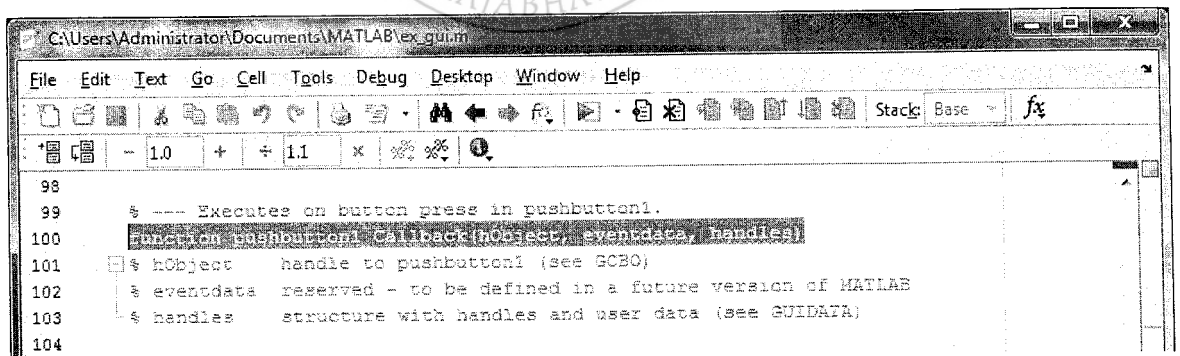 RAJABHA
C:\Users\Administrator\Documents\MATLAB\ex_gui.m
File Edit Text Go Cell Tools Debug Desktop Window Help
Stack: Base fx
- 1.0 + ÷ 1.1 ×
98
99 % --- Executes on button press in pushbutton1.
100 function pushbutton1_Callback(hObject, eventdata, handles)
101 % hObject handle to pushbutton1 (see GCBO)
102 % eventdata reserved - to be defined in a future version of MATLAB
103 % handles structure with handles and user data (see GUIDATA)
104